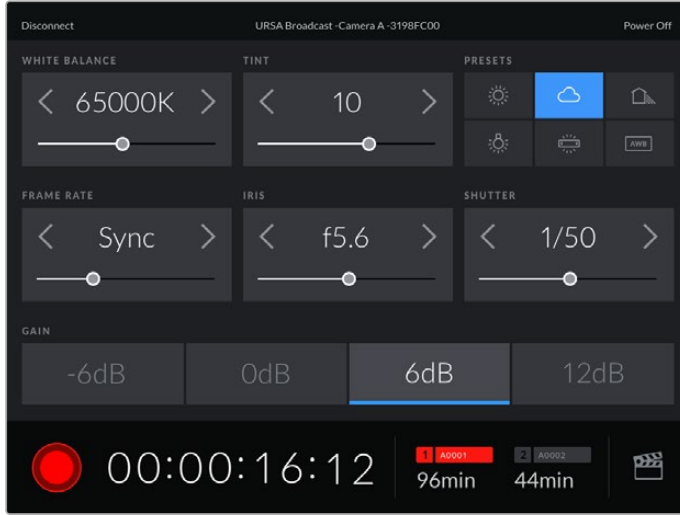 Disconnect URSA Broadcast -Camera A -3198FC00 Power Off
WHITE BALANCE TINT PRESETS
65000K 10
AWB
FRAME RATE IRIS SHUTTER
Sync f5.6 1/50
GAIN
-6dB 0dB 6dB 12dB
00:00:16:12 1 A0001 2 A0002
96min 44min